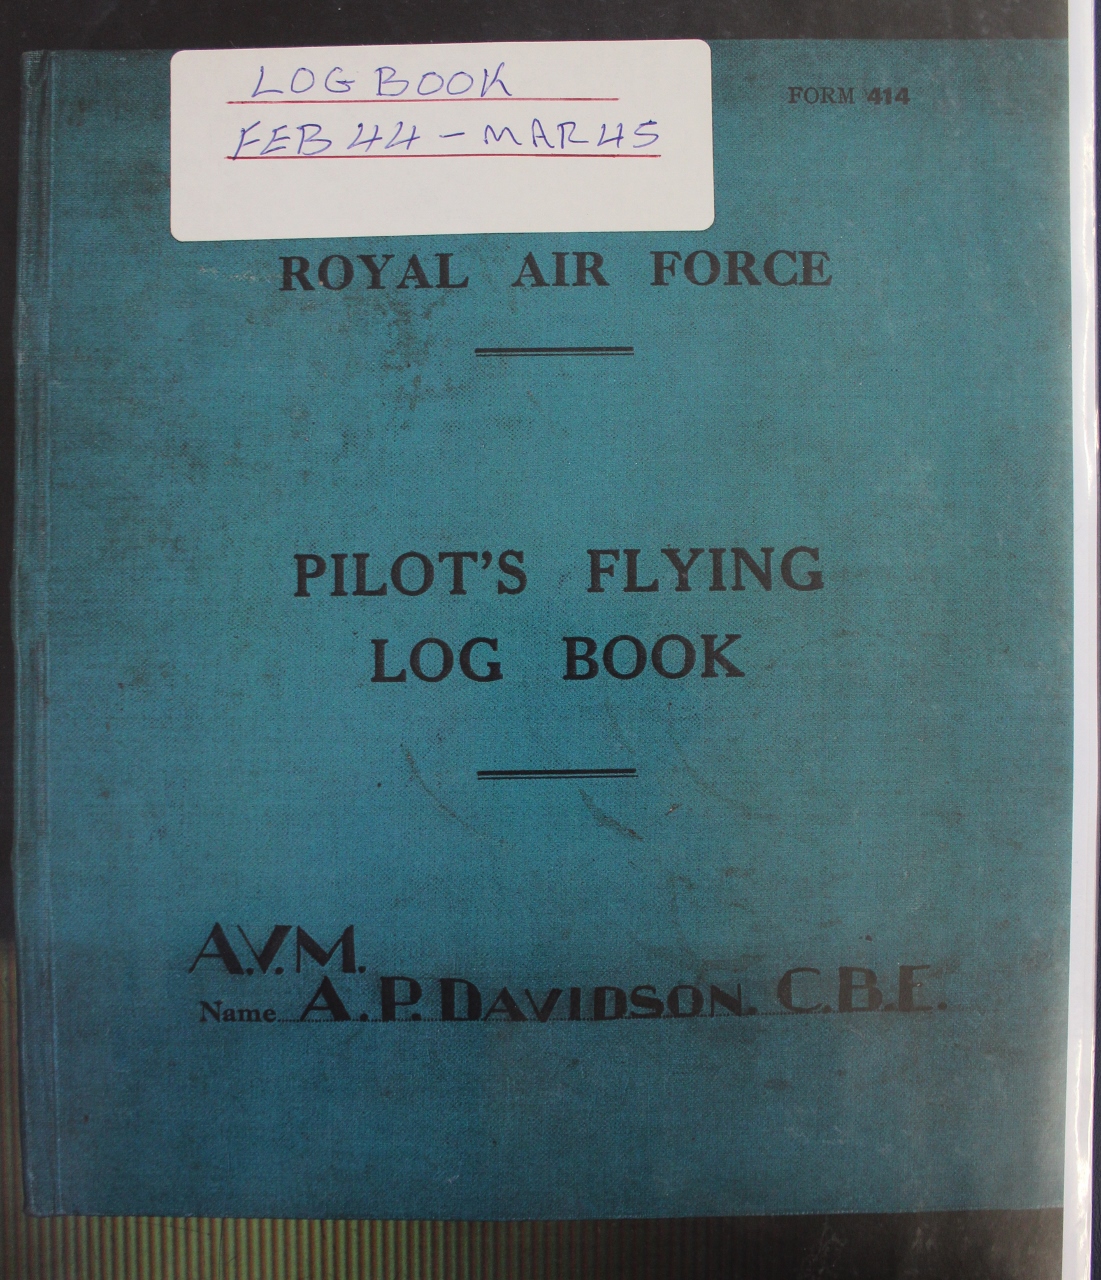 LOG BOOK
FEB 44 - MAR 45
FORM 414
ROYAL AIR FORCE
PILOT'S FLYING
LOG BOOK
A.V.M.
Name A.P. DAVIDSON. C.B.E.